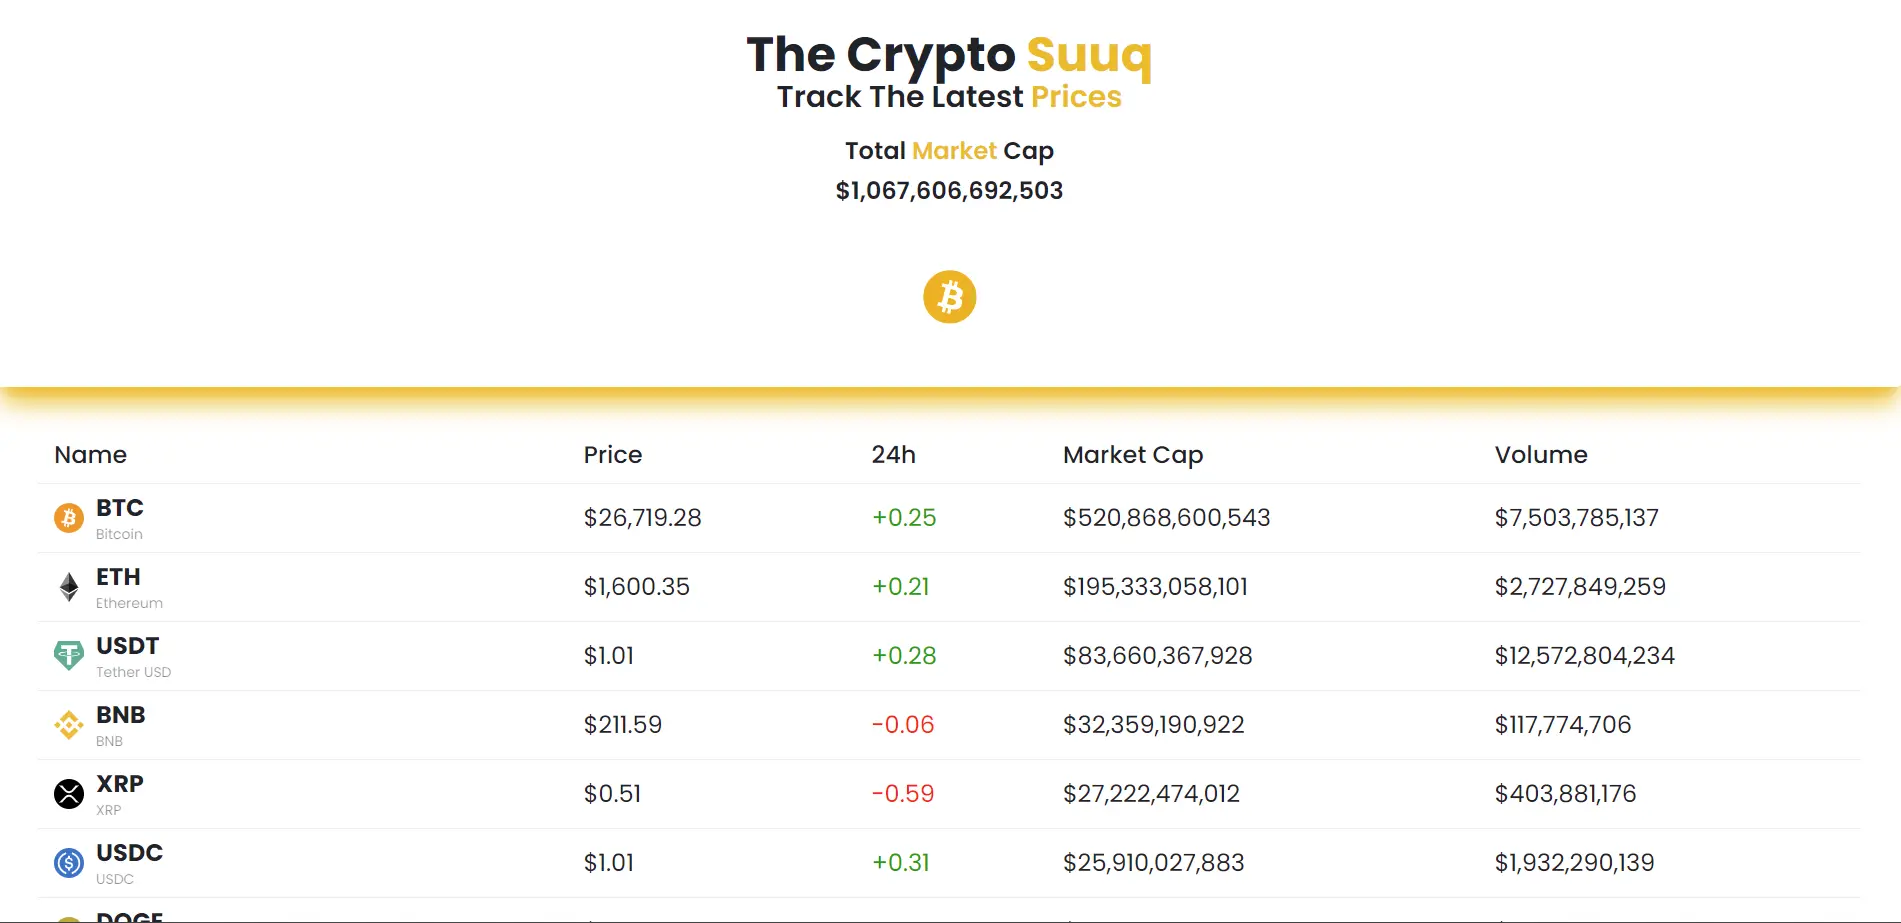 The Crypto Suuq
Track The Latest Prices
Total Market Cap
$1,067,606,692,503
Name Price 24h Market Cap Volume
BTC
Bitcoin
$26,719.28 +0.25 $520,868,600,543 $7,503,785,137
ETH
Ethereum
$1,600.35 +0.21 $195,333,058,101 $2,727,849,259
USDT
Tether USD
$1.01 +0.28 $83,660,367,928 $12,572,804,234
BNB
BNB
$211.59 -0.06 $32,359,190,922 $117,774,706
XRP
XRP
$0.51 -0.59 $27,222,474,012 $403,881,176
USDC
USDC
$1.01 +0.31 $25,910,027,883 $1,932,290,139
DOGE